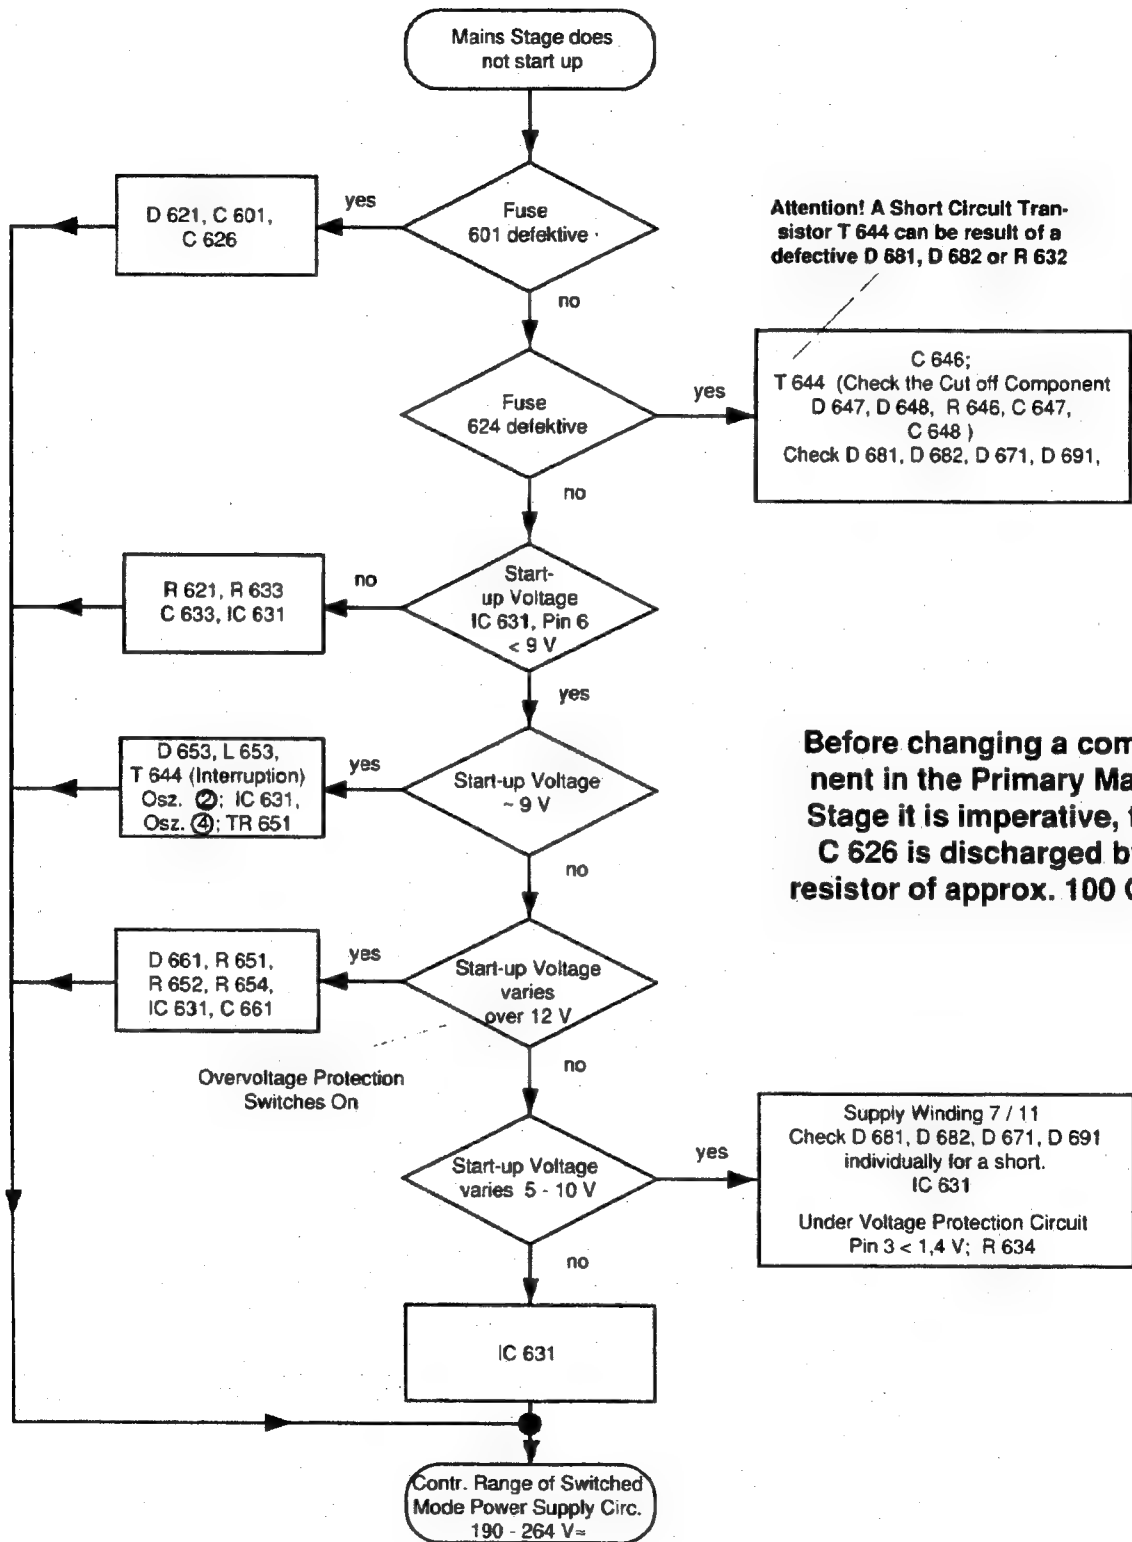 Mains Stage does
not start up
Fuse
601 defektive
yes
D 621, C 601,
C 626
no
Attention! A Short Circuit Tran-
sistor T 644 can be result of a
defective D 681, D 682 or R 632
Fuse
624 defektive
yes
C 646;
T 644 (Check the Cut off Component
D 647, D 648, R 646, C 647,
C 648 )
Check D 681, D 682, D 671, D 691,
no
Start-
up Voltage
IC 631, Pin 6
< 9 V
no
R 621, R 633
C 633, IC 631
yes
Start-up Voltage
~ 9 V
yes
D 653, L 653,
T 644 (Interruption)
Osz. ②; IC 631,
Osz. ④; TR 651
no
Before changing a com
nent in the Primary Ma
Stage it is imperative,
C 626 is discharged b
resistor of approx. 100
Start-up Voltage
varies
over 12 V
yes
D 661, R 651,
R 652, R 654,
IC 631, C 661
Overvoltage Protection
Switches On
no
Start-up Voltage
varies 5 - 10 V
yes
Supply Winding 7 / 11
Check D 681, D 682, D 671, D 691
individually for a short.
IC 631
Under Voltage Protection Circuit
Pin 3 < 1,4 V; R 634
no
IC 631
Contr. Range of Switched
Mode Power Supply Circ.
190 - 264 V≃